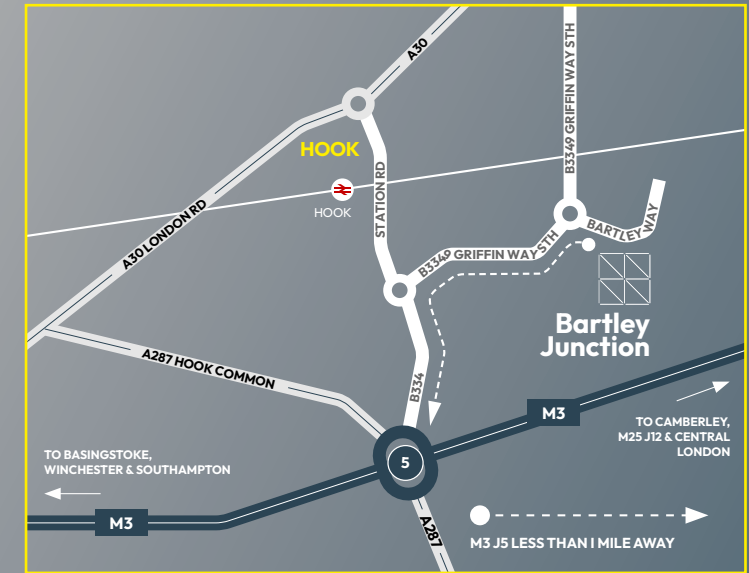 A30
B3349 GRIFFIN WAY STH
HOOK
HOOK
STATION RD
A30 LONDON RD
BARTLEY WAY
B3349 GRIFFIN WAY STH
Bartley
Junction
A287 HOOK COMMON
B334
M3
TO CAMBERLEY,
M25 J12 & CENTRAL
LONDON
TO BASINGSTOKE,
WINCHESTER & SOUTHAMPTON
5
M3
A287
M3 J5 LESS THAN 1 MILE AWAY